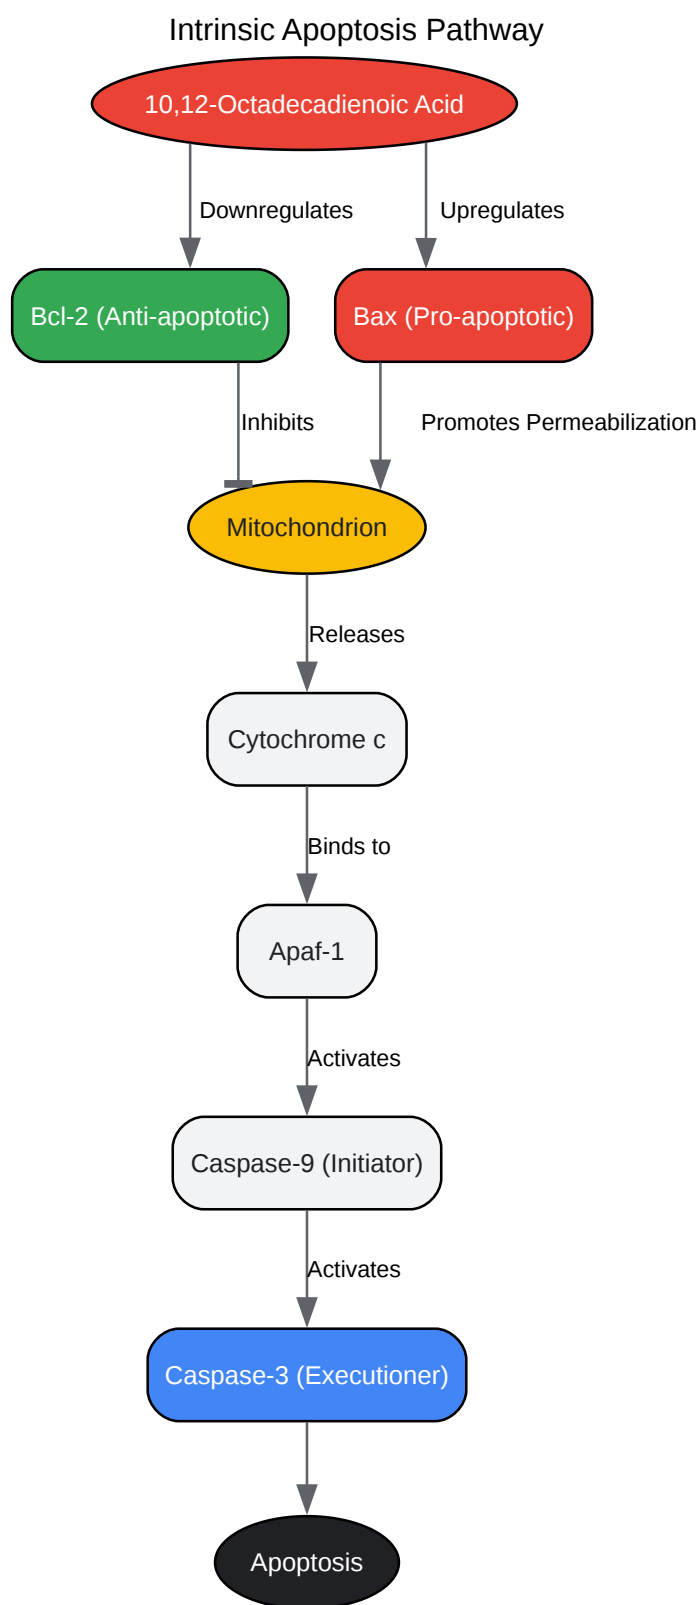 Intrinsic Apoptosis Pathway
10,12-Octadecadienoic Acid
Downregulates
Upregulates
Bcl-2 (Anti-apoptotic)
Bax (Pro-apoptotic)
Inhibits
Promotes Permeabilization
Mitochondrion
Releases
Cytochrome c
Binds to
Apaf-1
Activates
Caspase-9 (Initiator)
Activates
Caspase-3 (Executioner)
Apoptosis